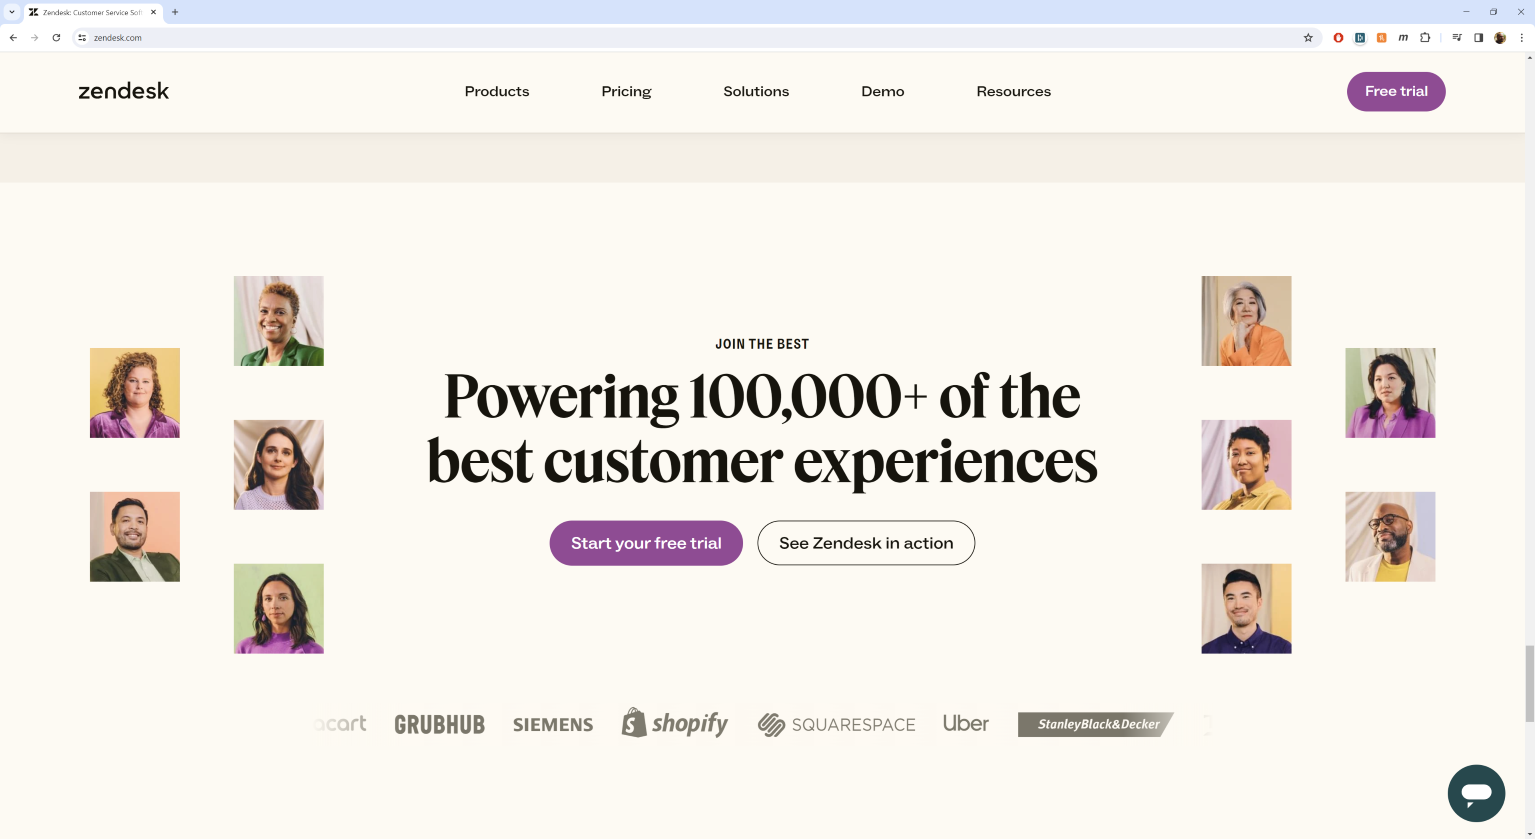 Zendesk: Customer Service Sof
zendesk.com
zendesk
Products
Pricing
Solutions
Demo
Resources
Free trial
JOIN THE BEST
Powering 100,000+ of the
best customer experiences
Start your free trial
See Zendesk in action
acart
GRUBHUB
SIEMENS
shopify
SQUARESPACE
Uber
StanleyBlack&Decker